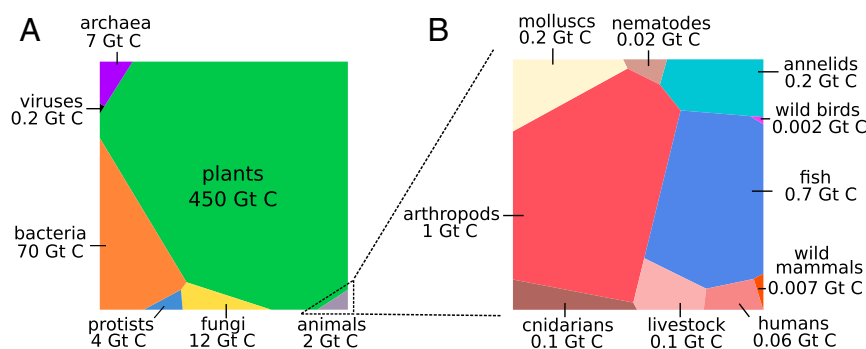 A
archaea
7 Gt C
viruses
0.2 Gt C
plants
450 Gt C
bacteria
70 Gt C
protists
4 Gt C
fungi
12 Gt C
animals
2 Gt C
B
molluscs
0.2 Gt C
nematodes
0.02 Gt C
annelids
0.2 Gt C
wild birds
0.002 Gt C
fish
0.7 Gt C
arthropods
1 Gt C
wild
mammals
0.007 Gt C
cnidarians
0.1 Gt C
livestock
0.1 Gt C
humans
0.06 Gt C